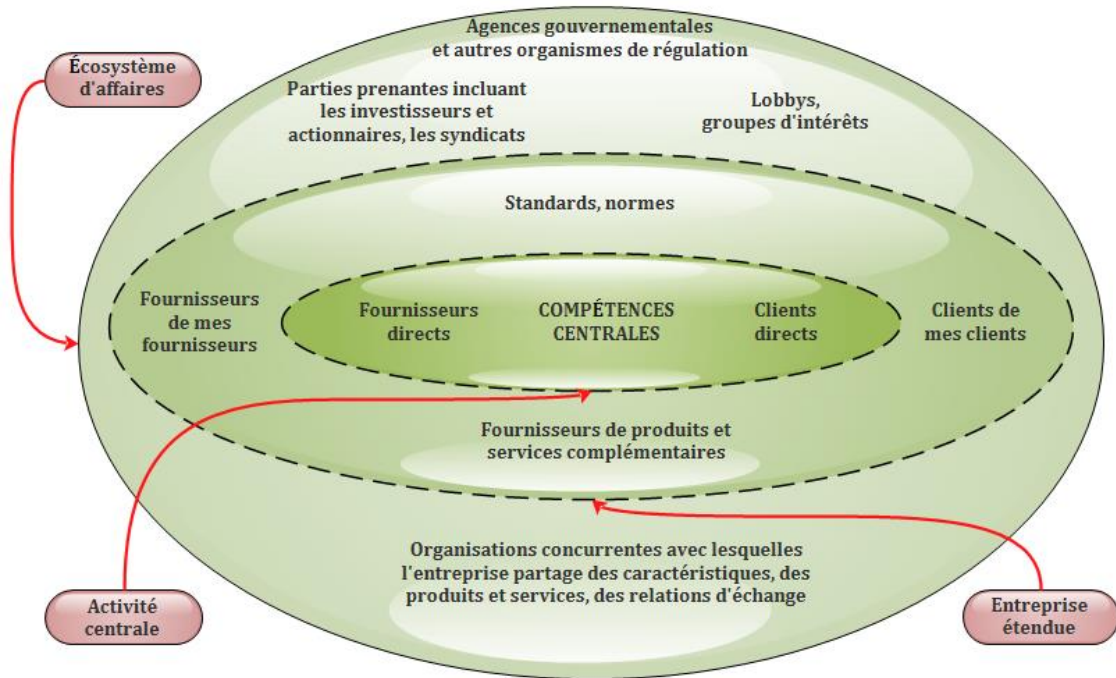 Agences gouvernementales
et autres organismes de régulation
Écosystème
d'affaires
Parties prenantes incluant
les investisseurs et
actionnaires, les syndicats
Lobbys,
groupes d'intérêts
Standards, normes
Fournisseurs
de mes
fournisseurs
Fournisseurs
directs
COMPÉTENCES
CENTRALES
Clients
directs
Clients de
mes clients
Fournisseurs de produits et
services complémentaires
Organisations concurrentes avec lesquelles
l'entreprise partage des caractéristiques, des
produits et services, des relations d'échange
Activité
centrale
Entreprise
étendue